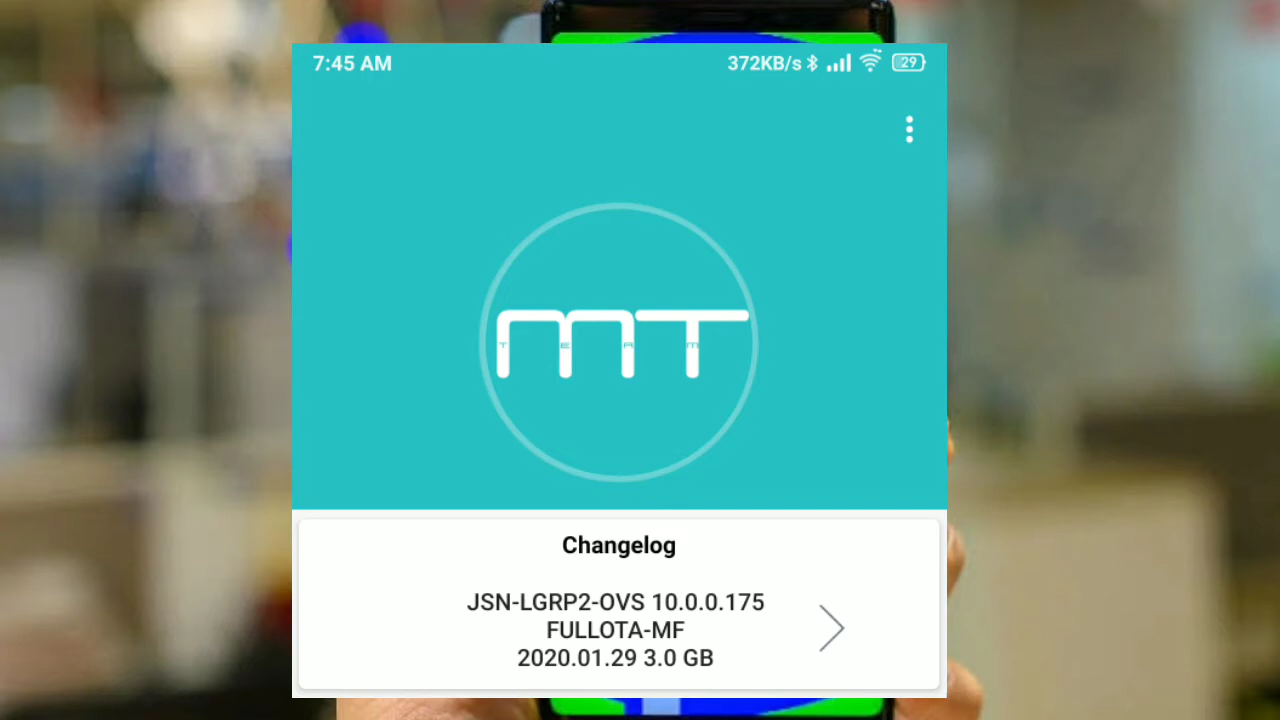 7:45 AM 372KB/s 29
MT
T E A M
Changelog
JSN-LGRP2-OVS 10.0.0.175
FULLOTA-MF
2020.01.29 3.0 GB